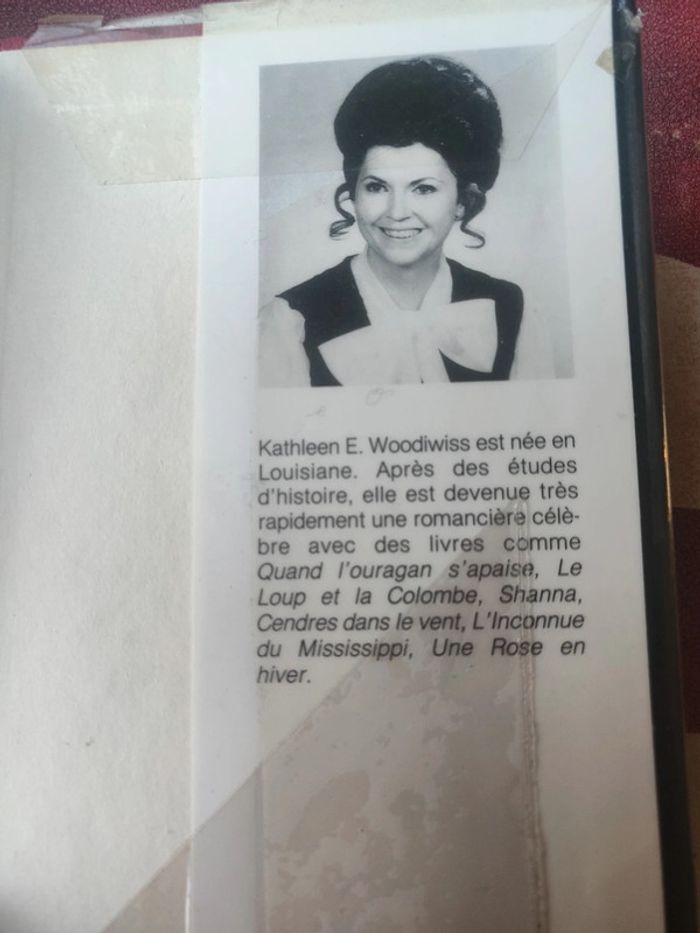 Kathleen E. Woodiwiss est née en
Louisiane. Après des études
d'histoire, elle est devenue très
rapidement une romancière célè-
bre avec des livres comme
Quand l'ouragan s'apaise, Le
Loup et la Colombe, Shanna,
Cendres dans le vent, L'Inconnue
du Mississippi, Une Rose en
hiver.